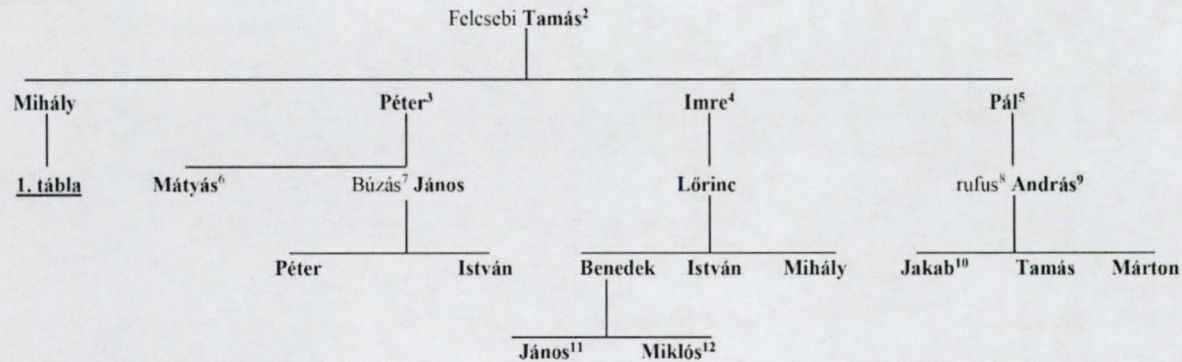 Felcsebi Tamás²
Mihály Péter³ Imre⁴ Pál⁵
1. tábla Mátyás⁶ Búzás⁷ János Lőrinc rufus⁸ András⁹
Péter István Benedek István Mihály Jakab¹⁰ Tamás Márton
János¹¹ Miklós¹²